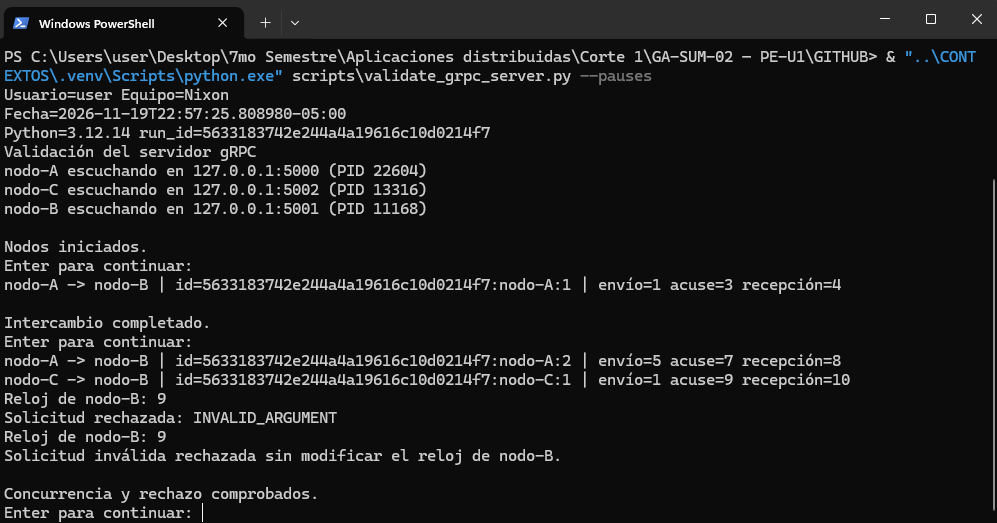 Windows PowerShell
PS C:\Users\user\Desktop\7mo Semestre\Aplicaciones distribuidas\Corte 1\GA-SUM-02 - PE-U1\GITHUB> & "..\CONT
EXTOS\.venv\Scripts\python.exe" scripts\validate_grpc_server.py --pauses
Usuario=user Equipo=Nixon
Fecha=2026-11-19T22:57:25.808980-05:00
Python=3.12.14 run_id=5633183742e244a4a19616c10d0214f7
Validación del servidor gRPC
nodo-A escuchando en 127.0.0.1:5000 (PID 22604)
nodo-C escuchando en 127.0.0.1:5002 (PID 13316)
nodo-B escuchando en 127.0.0.1:5001 (PID 11168)
Nodos iniciados.
Enter para continuar:
nodo-A -> nodo-B | id=5633183742e244a4a19616c10d0214f7:nodo-A:1 | envío=1 acuse=3 recepción=4
Intercambio completado.
Enter para continuar:
nodo-A -> nodo-B | id=5633183742e244a4a19616c10d0214f7:nodo-A:2 | envío=5 acuse=7 recepción=8
nodo-C -> nodo-B | id=5633183742e244a4a19616c10d0214f7:nodo-C:1 | envío=1 acuse=9 recepción=10
Reloj de nodo-B: 9
Solicitud rechazada: INVALID_ARGUMENT
Reloj de nodo-B: 9
Solicitud inválida rechazada sin modificar el reloj de nodo-B.
Concurrencia y rechazo comprobados.
Enter para continuar: